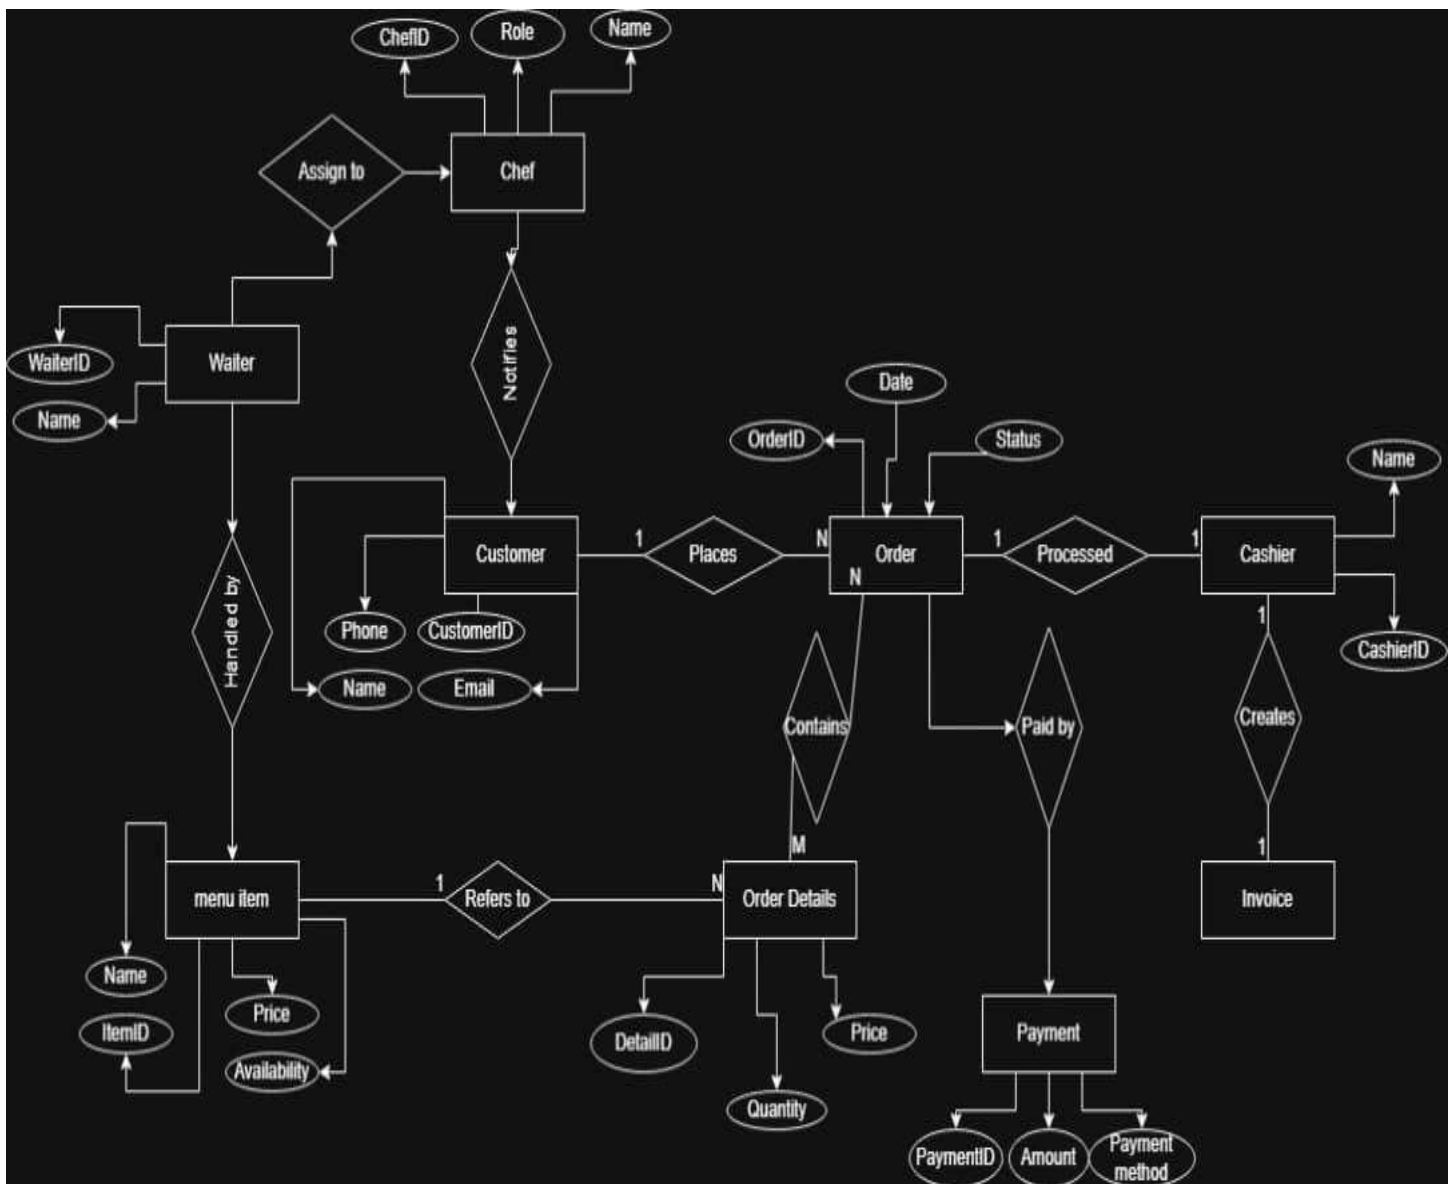 ChefID
Role
Name
Assign to
Chef
Waiter
WaiterID
Name
Notifies
Date
OrderID
Status
Name
Customer
1
Places
N
Order
N
1
Processed
1
Cashier
Handled by
Phone
CustomerID
Name
Email
1
CashierID
Contains
Paid by
Creates
M
1
menu item
1
Refers to
N
Order Details
Invoice
Name
Price
ItemID
Availability
DetailID
Price
Quantity
Payment
PaymentID
Amount
Payment
method